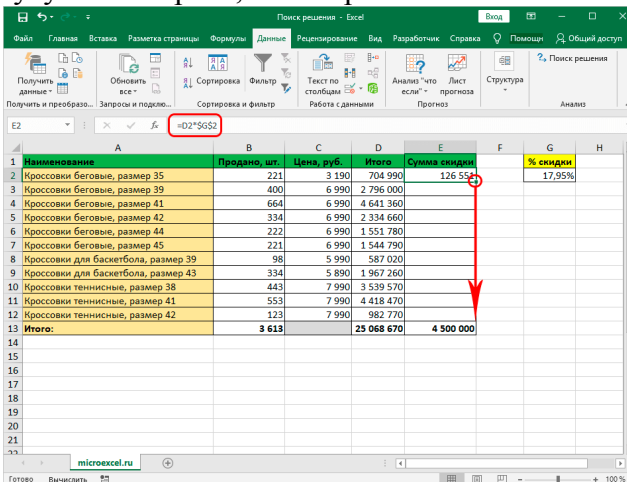 Поиск решения - Excel Вход
Файл Главная Вставка Разметка страницы Формулы Данные Рецензирование Вид Разработчик Справка Помощн Общий доступ
Получить данные Обновить все Сортировка Фильтр Текст по столбцам Анализ "что если" Лист прогноза Структура Поиск решения
Получить и преобразо... Запросы и подклю... Сортировка и фильтр Работа с данными Прогноз Анализ
E2 fx =D2*$G$2
A B C D E F G H
1 Наименование Продано, шт. Цена, руб. Итого Сумма скидки % скидки
2 Кроссовки беговые, размер 35 221 3 190 704 990 126 551 17,95%
3 Кроссовки беговые, размер 39 400 6 990 2 796 000
4 Кроссовки беговые, размер 41 664 6 990 4 641 360
5 Кроссовки беговые, размер 42 334 6 990 2 334 660
6 Кроссовки беговые, размер 44 222 6 990 1 551 780
7 Кроссовки беговые, размер 45 221 6 990 1 544 790
8 Кроссовки для баскетбола, размер 39 98 5 990 587 020
9 Кроссовки для баскетбола, размер 43 334 5 890 1 967 260
10 Кроссовки теннисные, размер 38 443 7 990 3 539 570
11 Кроссовки теннисные, размер 41 553 7 990 4 418 470
12 Кроссовки теннисные, размер 42 123 7 990 982 770
13 Итого: 3 613 25 068 670 4 500 000
14
15
16
17
18
19
20
21
microexcel.ru
Готово Вычислить 100 %